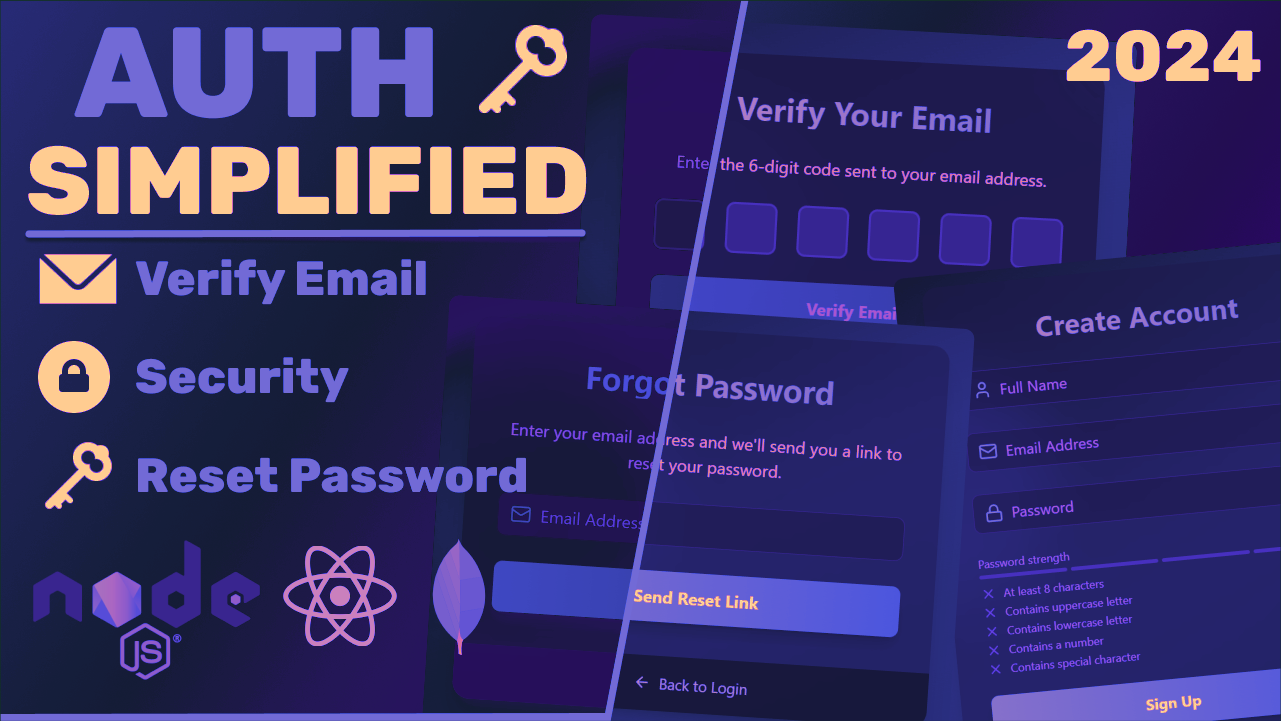 AUTH
SIMPLIFIED
Verify Email
Security
Reset Password
node
JS
®
2024
Verify Your Email
Enter the 6-digit code sent to your email address.
Verify Email
Forgot Password
Enter your email address and we'll send you a link to
reset your password.
Email Address
Send Reset Link
Back to Login
Create Account
Full Name
Email Address
Password
Password strength
At least 8 characters
Contains uppercase letter
Contains lowercase letter
Contains a number
Contains special character
Sign Up